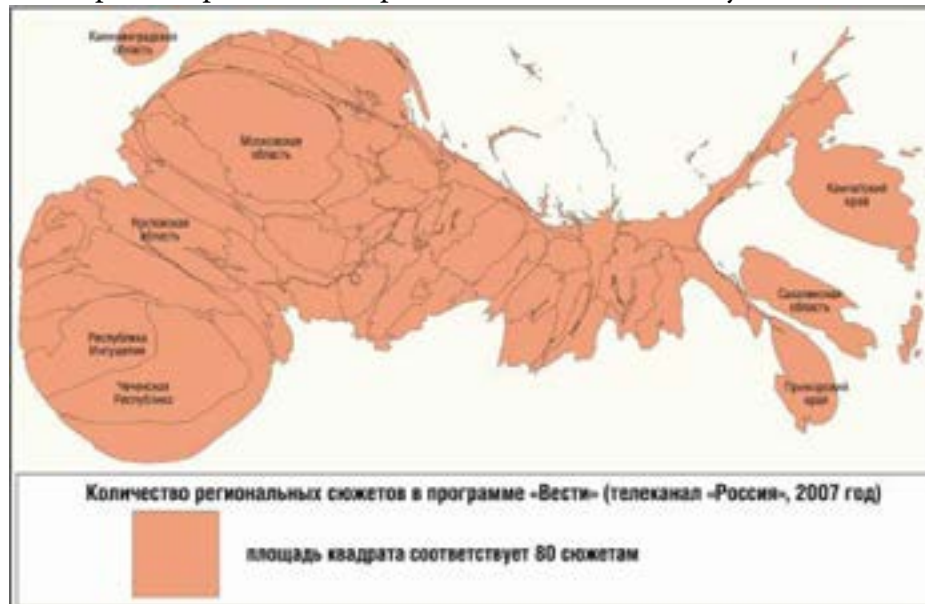 Калининградская
область
Московская
область
Камчатский
край
область
Сахалинская
область
Республика
Ингушетия
Чеченская
Республика
Приморский
край
Количество региональных сюжетов в программе «Вести» (телеканал «Россия», 2007 год)
площадь квадрата соответствует 80 сюжетам